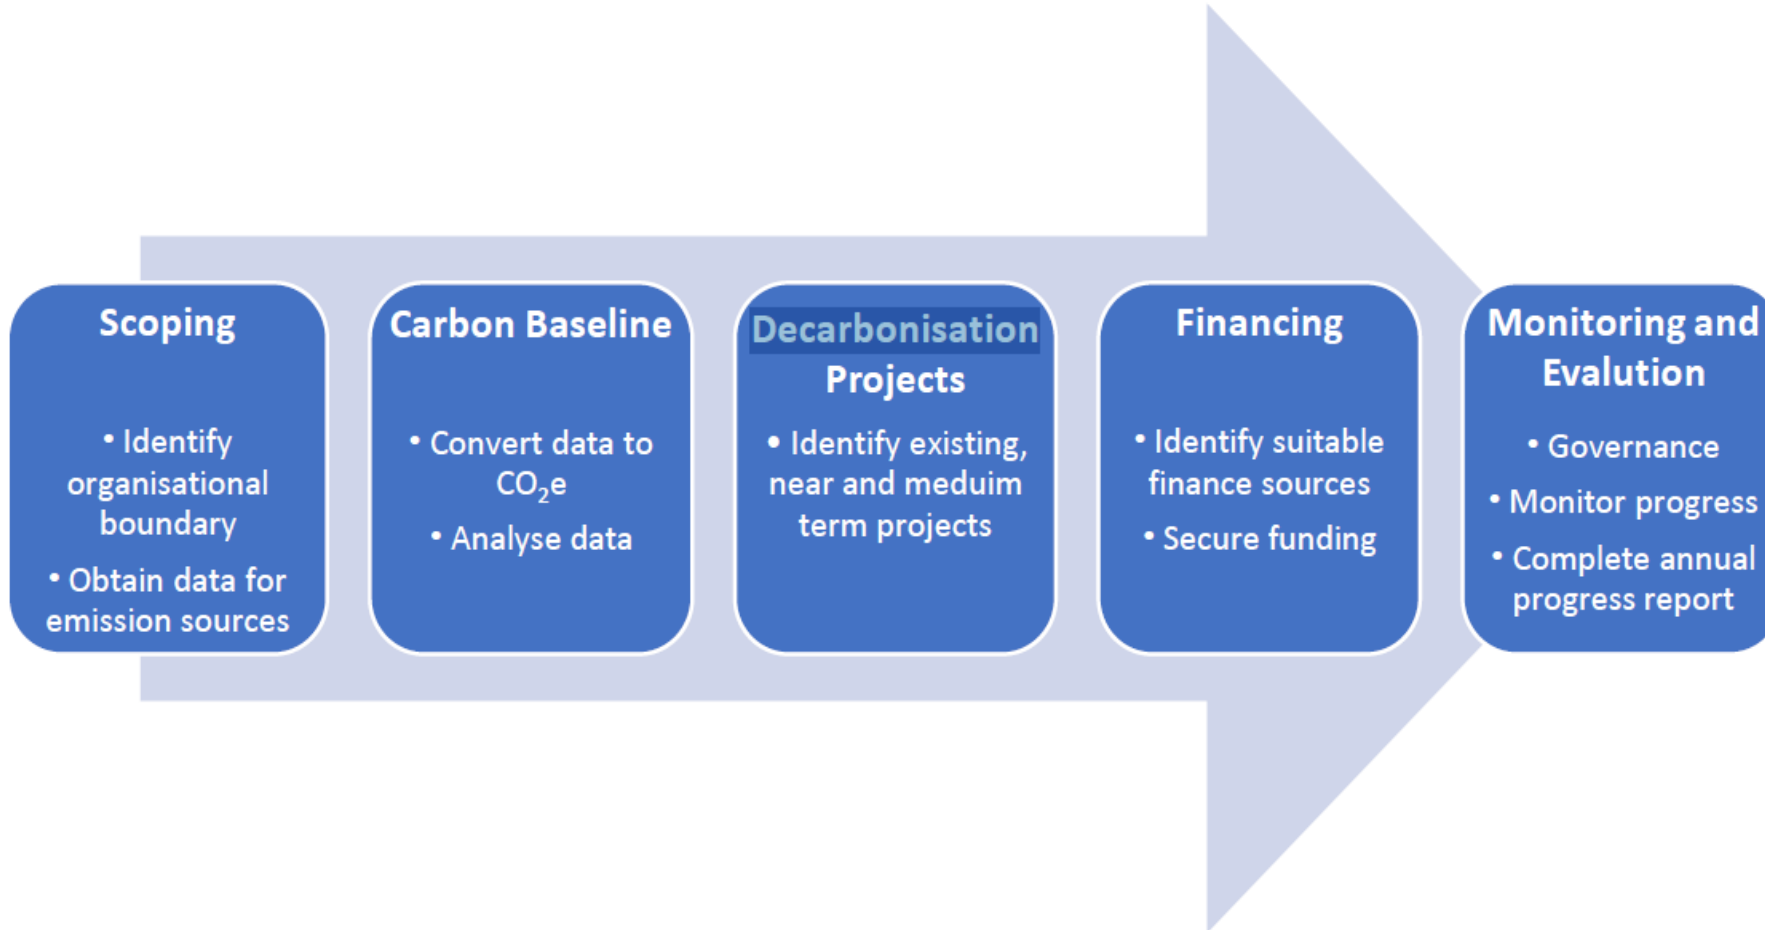 Scoping
• Identify
organisational
boundary
• Obtain data for
emission sources
Carbon Baseline
• Convert data to
CO₂e
• Analyse data
Decarbonisation
Projects
• Identify existing,
near and meduim
term projects
Financing
• Identify suitable
finance sources
• Secure funding
Monitoring and
Evalution
• Governance
• Monitor progress
• Complete annual
progress report